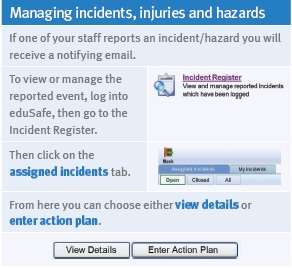 Managing incidents, injuries and hazards
If one of your staff reports an incident/hazard you will
receive a notifying email.
To view or manage the
reported event, log into
eduSafe, then go to the
Incident Register.
Incident Register
View and manage reported Incidents
which have been logged
Then click on the
assigned incidents tab.
Back
Assigned Incidents
My Incidents
Open
Closed
All
From here you can choose either view details or
enter action plan.
View Details
Enter Action Plan